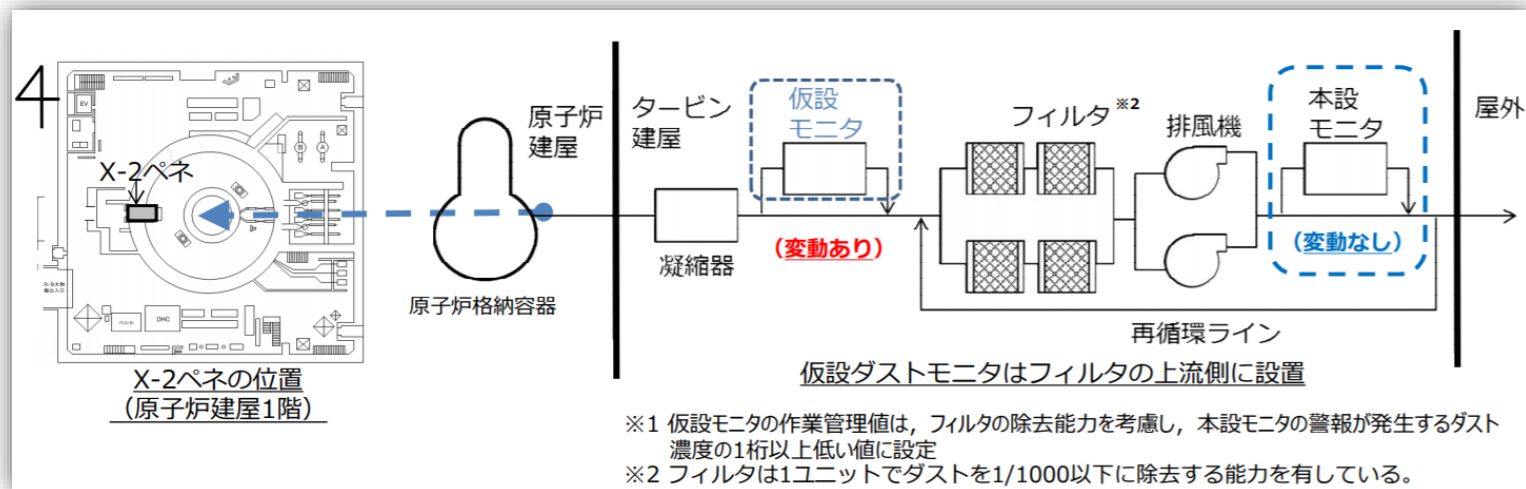 4
EV
X-2ペネ
B
A
DHC
X-2ペネの位置
（原子炉建屋1階）
原子炉格納容器
原子炉
建屋
タービン
建屋
凝縮器
仮設
モニタ
（変動あり）
フィルタ※2
排風機
本設
モニタ
（変動なし）
屋外
再循環ライン
仮設ダストモニタはフィルタの上流側に設置
※1 仮設モニタの作業管理値は，フィルタの除去能力を考慮し，本設モニタの警報が発生するダスト
濃度の1桁以上低い値に設定
※2 フィルタは1ユニットでダストを1/1000以下に除去する能力を有している。